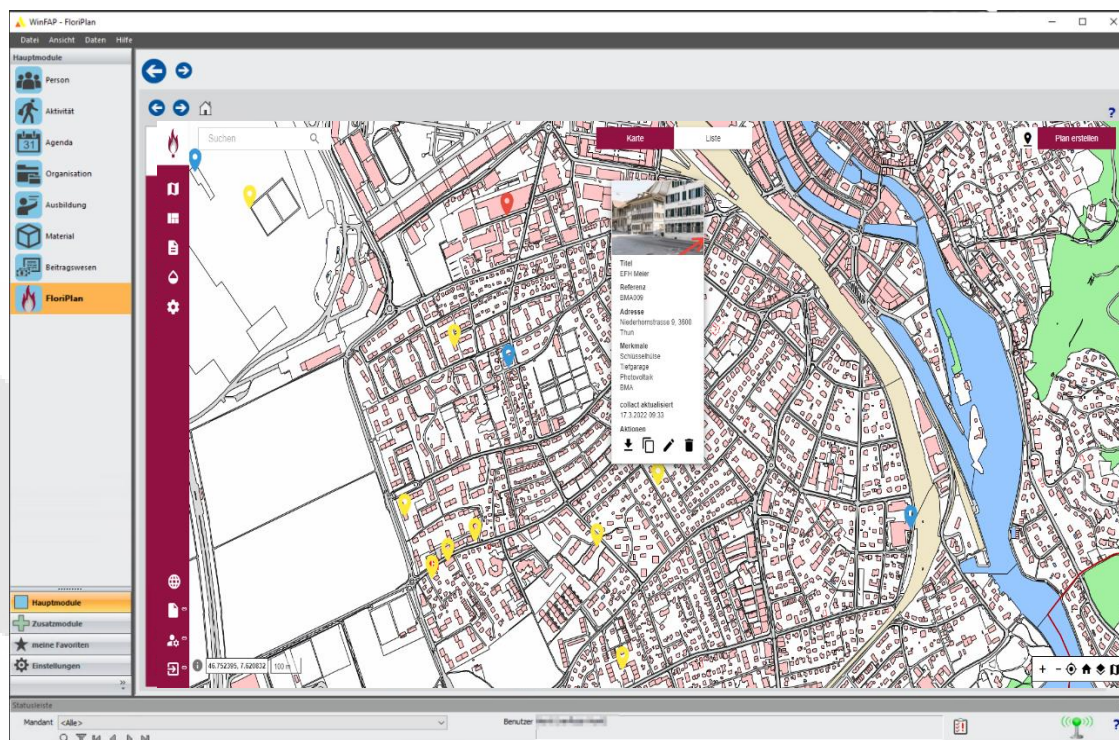 WinFAP - FloriPlan
Datei Ansicht Daten Hilfe
Hauptmodule
Person
Aktivität
31
Agenda
Organisation
Ausbildung
Material
Beitragswesen
FloriPlan
Hauptmodule
Zusatzmodule
meine Favoriten
Einstellungen
?
Suchen
Karte
Liste
Plan erstellen
Titel
EFH Meier
Referenz
BMA009
Adresse
Niederhornstrasse 9, 3600
Thun
Merkmale
Schlüsselhülse
Tiefgarage
Photovoltaik
BMA
collact aktualisiert
17.3.2022 09:33
Aktionen
46.752395, 7.620832
100 m
Statusleiste
Mandant <Alle>
Benutzer
?